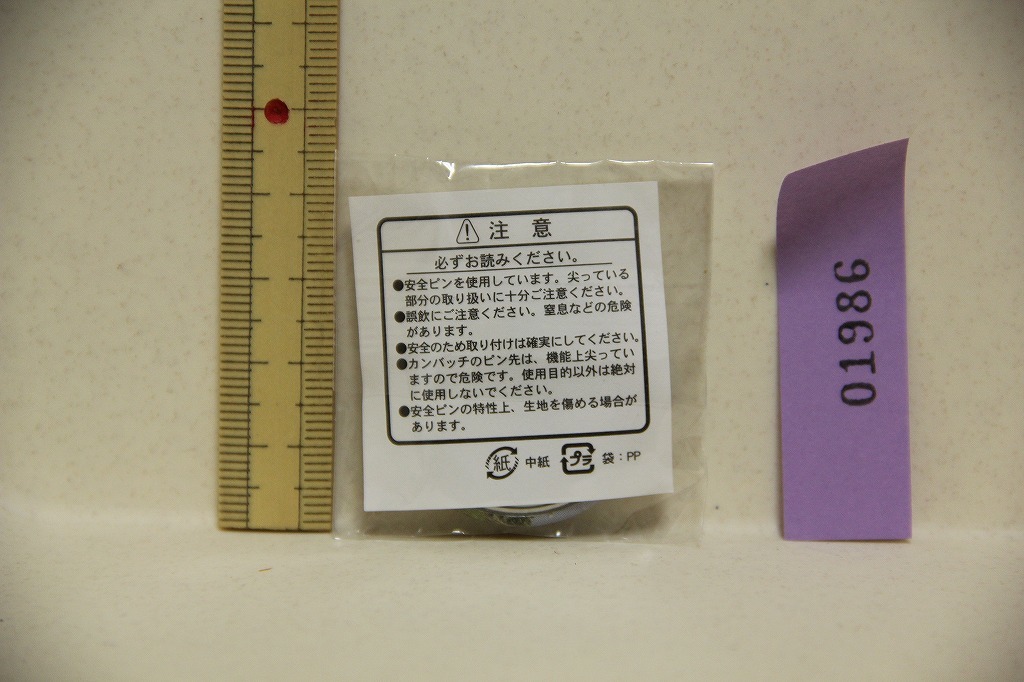 注 意
必ずお読みください。
●安全ピンを使用しています。尖っている
部分の取り扱いに十分ご注意ください。
●誤飲にご注意ください。窒息などの危険
があります。
●安全のため取り付けは確実にしてください。
●カンバッチのピン先は、機能上尖ってい
ますので危険です。使用目的以外は絶対
に使用しないでください。
●安全ピンの特性上、生地を傷める場合が
あります。
紙 中紙 プラ 袋：PP
01986